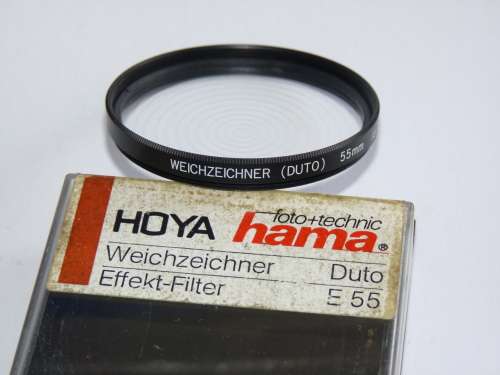 WEICHZEICHNER (DUTO) 55mm
foto+technic
HOYA hama®
Weichzeichner Duto
Effekt-Filter E 55